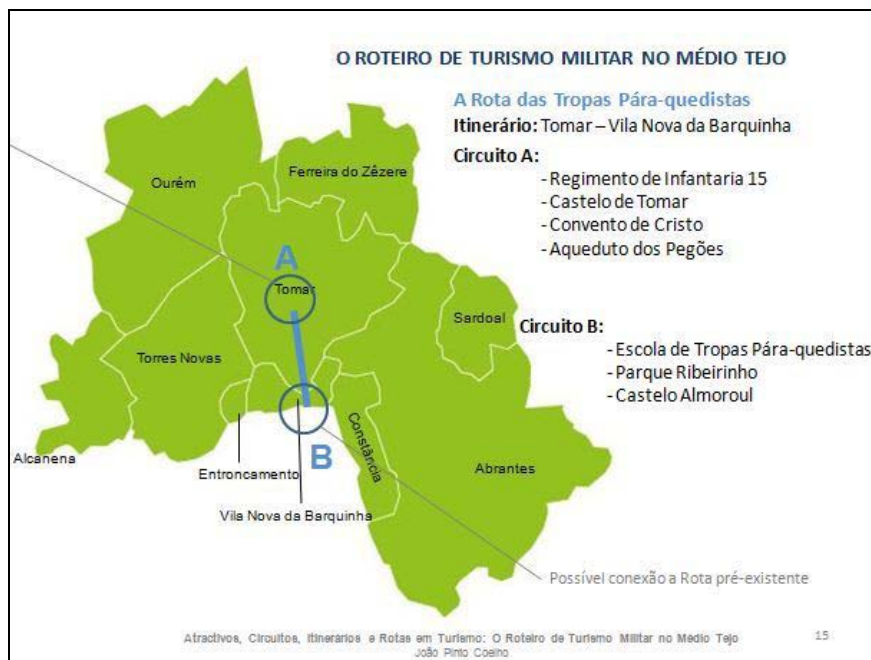 O ROTEIRO DE TURISMO MILITAR NO MÉDIO TEJO
A Rota das Tropas Pára-quedistas
Itinerário: Tomar – Vila Nova da Barquinha
Circuito A:
- Regimento de Infantaria 15
- Castelo de Tomar
- Convento de Cristo
- Aqueduto dos Pegões
Circuito B:
- Escola de Tropas Pára-quedistas
- Parque Ribeirinho
- Castelo Almoroul
Ourém
Ferreira do Zêzere
A
Tomar
Sardoal
Torres Novas
Constância
B
Alcanena
Entroncamento
Abrantes
Vila Nova da Barquinha
Possível conexão a Rota pré-existente
Atractivos, Circuitos, Itinerários e Rotas em Turismo: O Roteiro de Turismo Militar no Médio Tejo
João Pinto Coelho
15